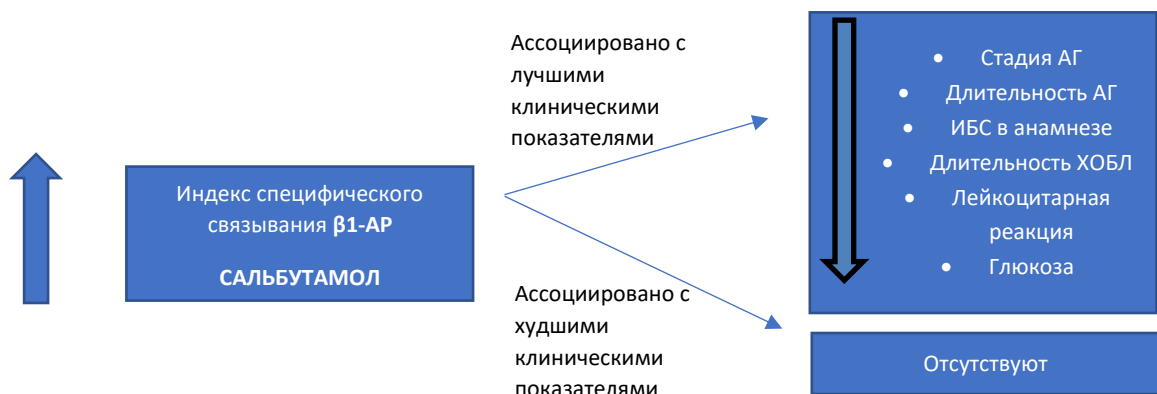 Ассоциировано с
лучшими
клиническими
показателями
Индекс специфического
связывания β1-АР
САЛЬБУТАМОЛ
Ассоциировано с
худшими
клиническими
показателями
• Стадия АГ
• Длительность АГ
• ИБС в анамнезе
• Длительность ХОБЛ
• Лейкоцитарная
реакция
• Глюкоза
Отсутствуют